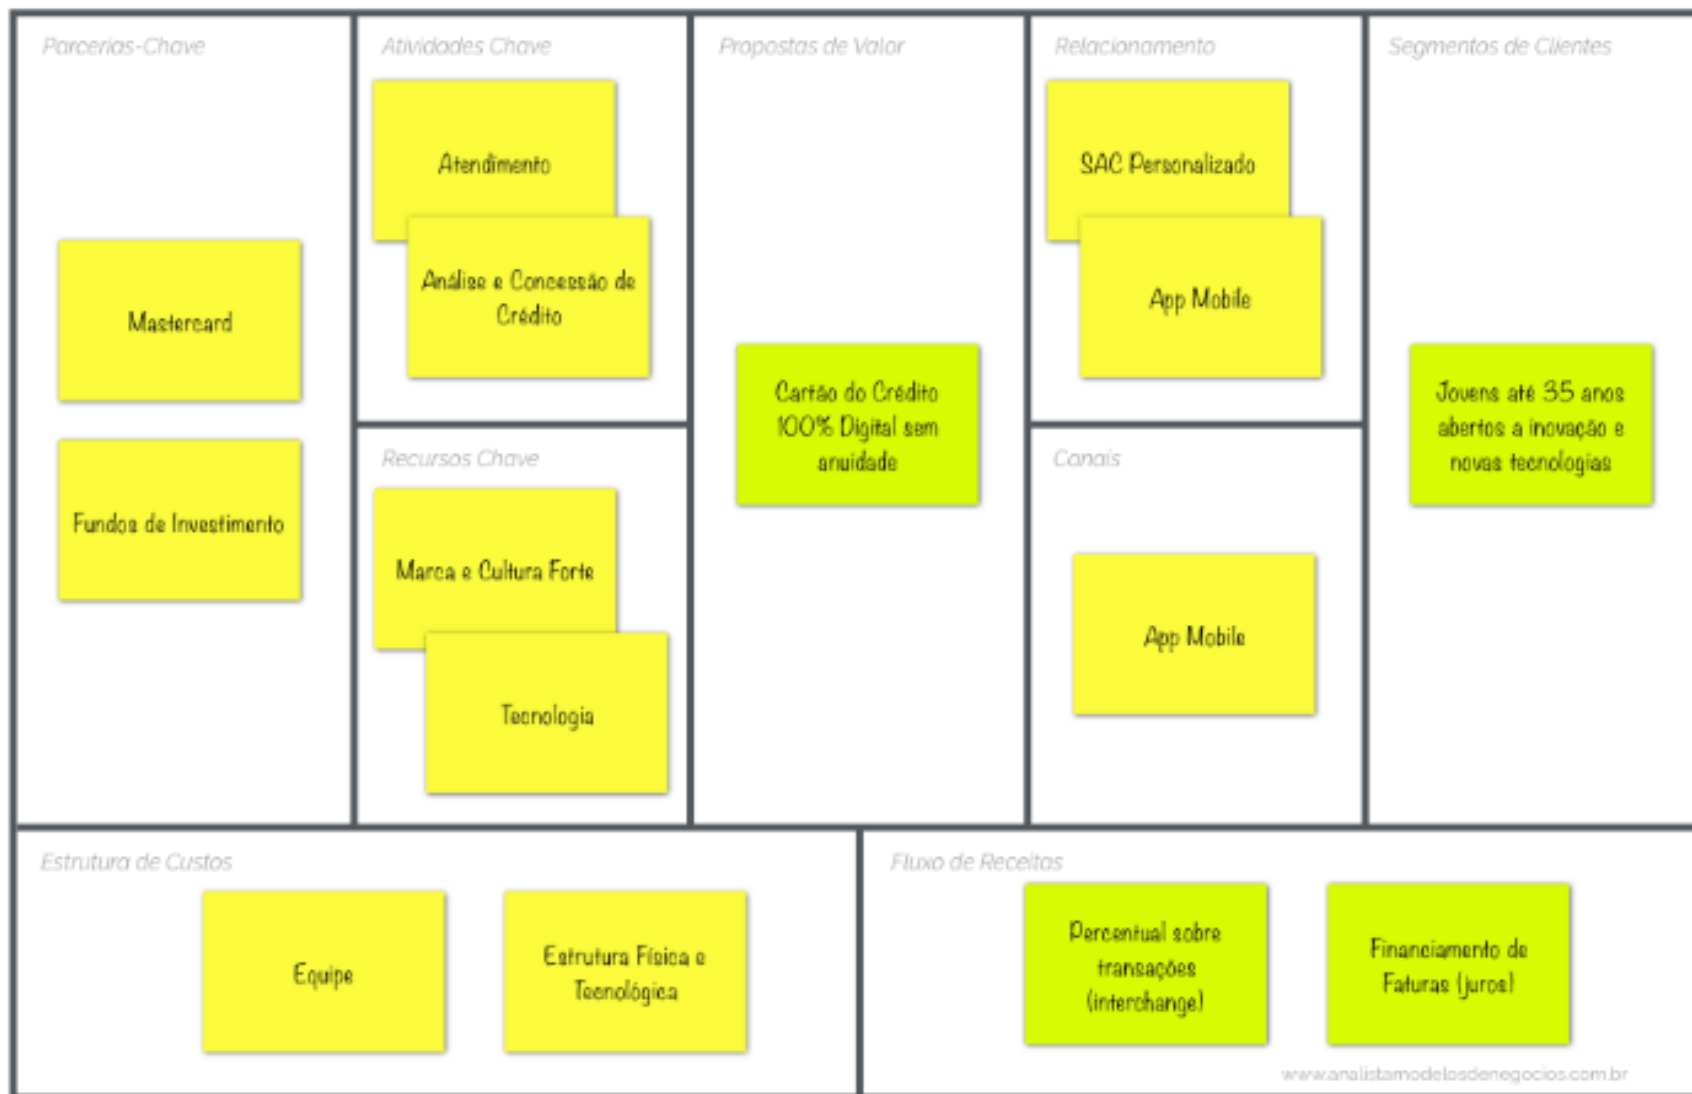 Parcerias-Chave
Mastercard
Fundos de Investimento
Atividades Chave
Atendimento
Análise e Concessão de
Crédito
Recursos Chave
Marca e Cultura Forte
Tecnologia
Propostas de Valor
Cartão do Crédito
100% Digital sem
anuidade
Relacionamento
SAC Personalizado
App Mobile
Canais
App Mobile
Segmentos de Clientes
Jovens até 35 anos
abertos a inovação e
novas tecnologias
Estrutura de Custos
Equipe
Estrutura Física e
Tecnológica
Fluxo de Receitas
Percentual sobre
transações
(interchange)
Financiamento de
Faturas (juros)
www.analistamodelosdenegocios.com.br